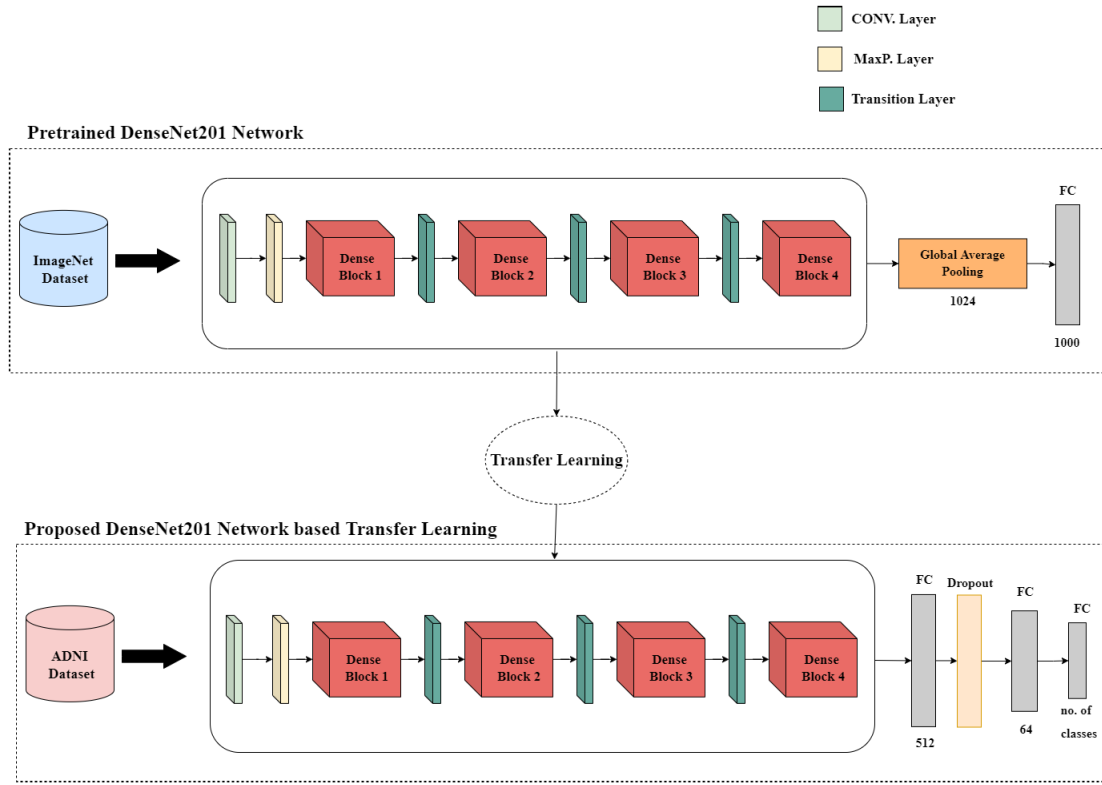 CONV. Layer
MaxP. Layer
Transition Layer
Pretrained DenseNet201 Network
ImageNet
Dataset
Dense
Block 1
Dense
Block 2
Dense
Block 3
Dense
Block 4
Global Average
Pooling
1024
FC
1000
Transfer Learning
Proposed DenseNet201 Network based Transfer Learning
ADNI
Dataset
Dense
Block 1
Dense
Block 2
Dense
Block 3
Dense
Block 4
FC
512
Dropout
FC
64
FC
no. of
classes